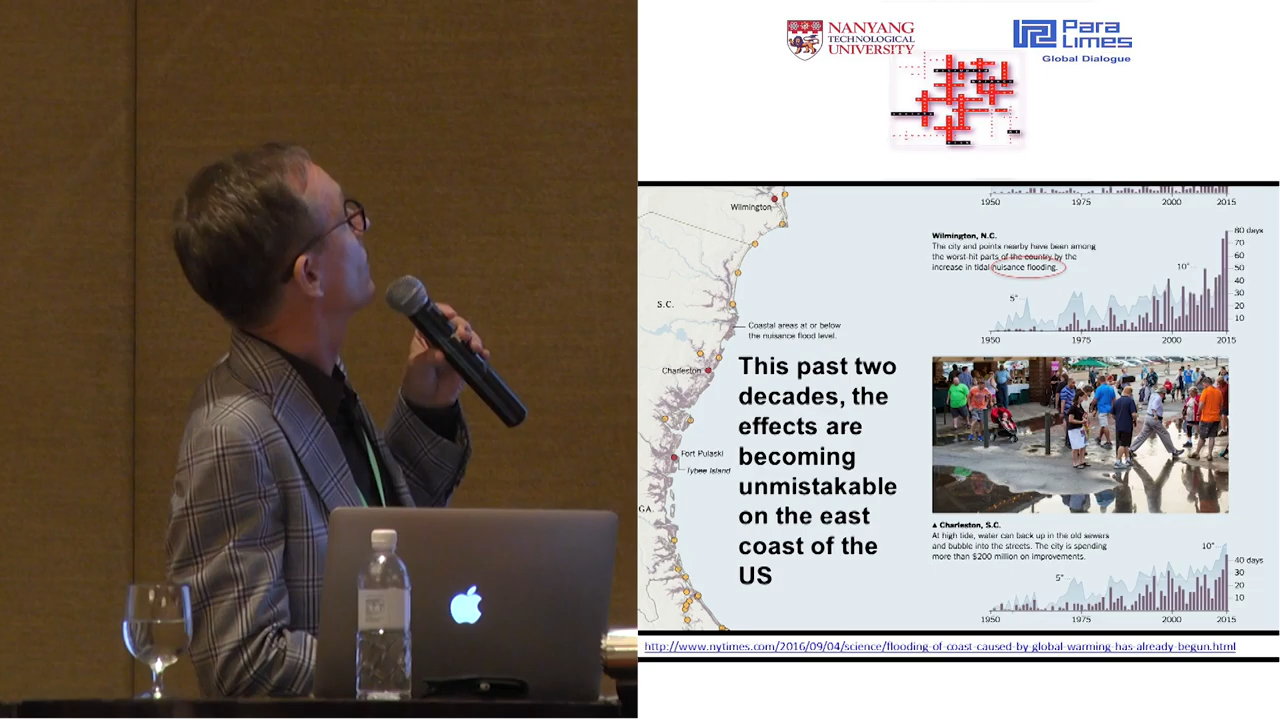 NANYANG
TECHNOLOGICAL
UNIVERSITY
Para
Limes
Global Dialogue
1950
1975
2000
2015
Wilmington
Wilmington, N.C.
The city and points nearby have been among
the worst-hit parts of the country by the
increase in tidal nuisance flooding.
80 days
70
60
50
40
30
20
10
10"
5"
1950
1975
2000
2015
S.C.
Coastal areas at or below
the nuisance flood level.
Charleston
Fort Pulaski
Tybee Island
GA.
This past two
decades, the
effects are
becoming
unmistakable
on the east
coast of the
US
▲ Charleston, S.C.
At high tide, water can back up in the old sewers
and bubble into the streets. The city is spending
more than $200 million on improvements.
10"
40 days
30
20
10
5"
1950
1975
2000
2015
http://www.nytimes.com/2016/09/04/science/flooding-of-coast-caused-by-global-warming-has-already-begun.html